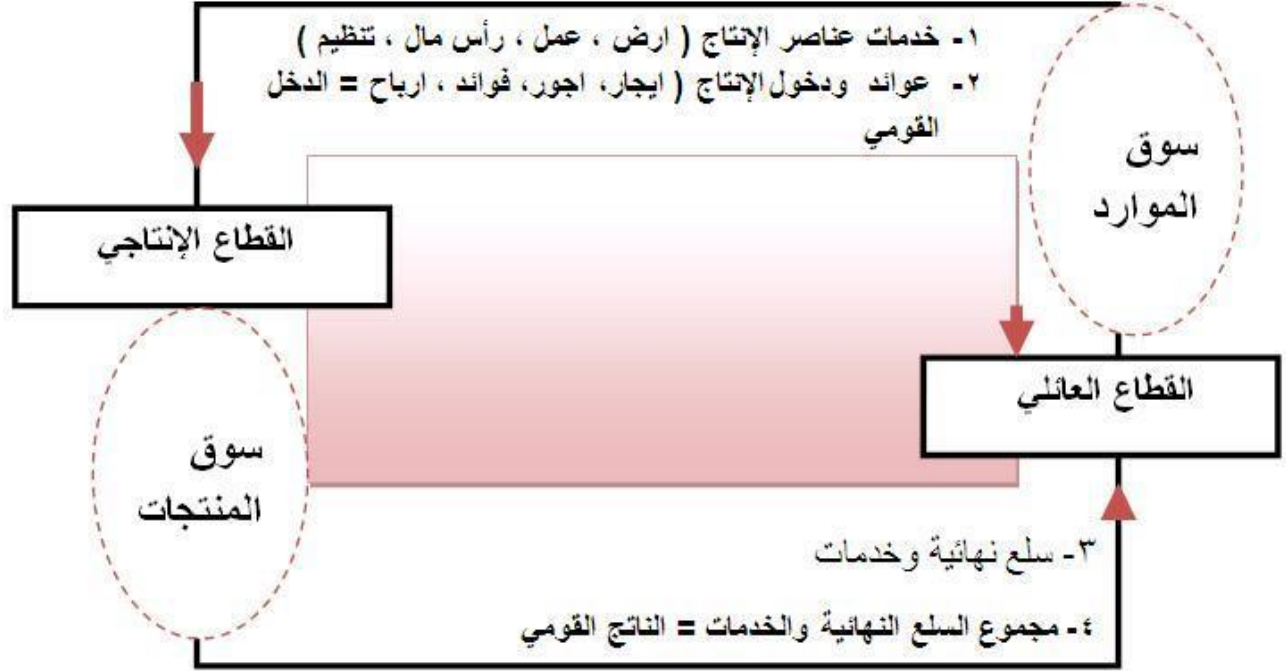 ١- خدمات عناصر الإنتاج ( ارض ، عمل ، رأس مال ، تنظيم )
٢- عوائد ودخول الإنتاج ( ايجار، اجور، فوائد ، ارباح = الدخل
القومي
سوق
الموارد
القطاع الإنتاجي
القطاع العائلي
سوق
المنتجات
٣- سلع نهائية وخدمات
٤- مجموع السلع النهائية والخدمات = الناتج القومي